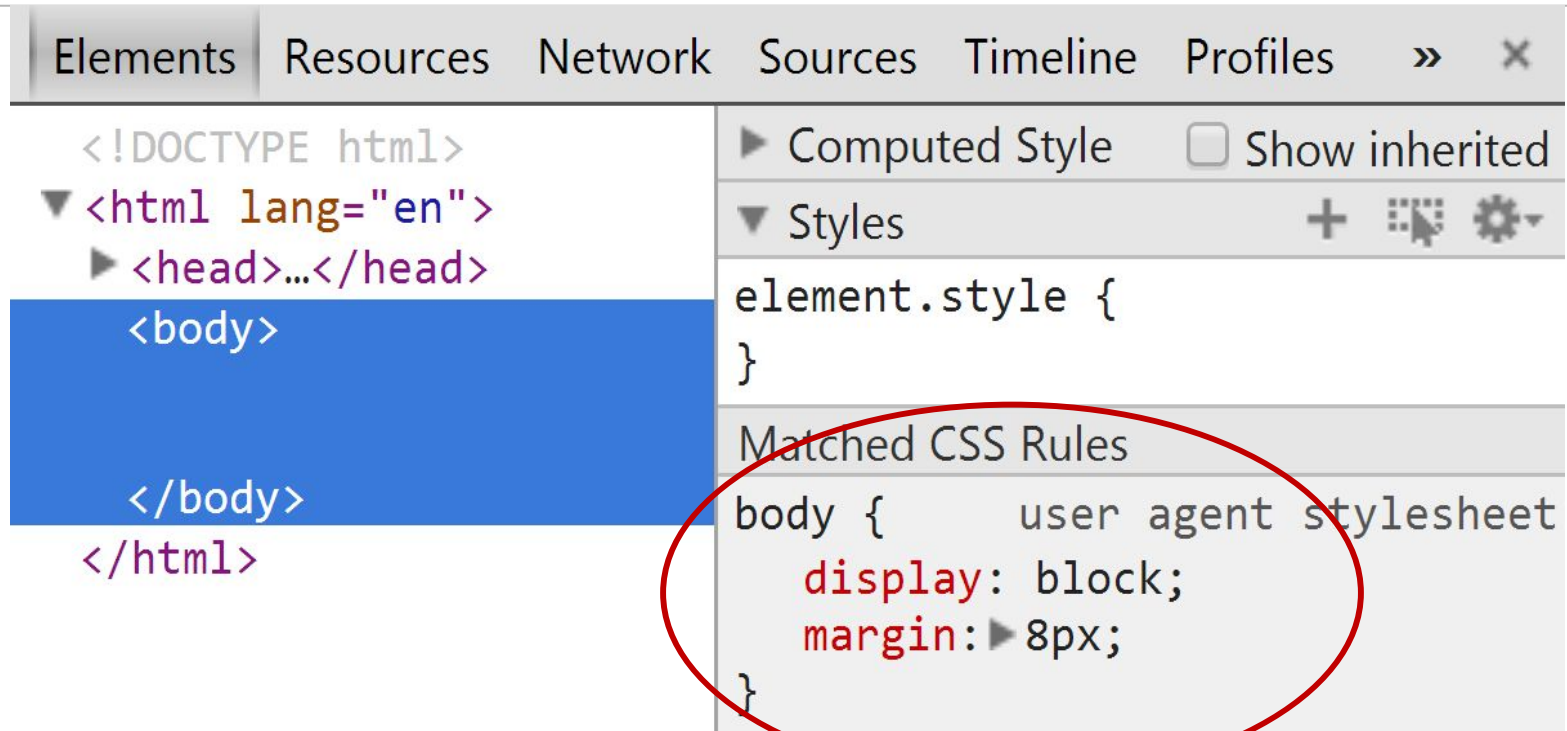 Elements Resources Network Sources Timeline Profiles » ×
<!DOCTYPE html>
▼<html lang="en">
▶<head>…</head>
<body>
</body>
</html>
▶ Computed Style Show inherited
▼ Styles +
element.style {
}
Matched CSS Rules
body { user agent stylesheet
display: block;
margin:▶8px;
}